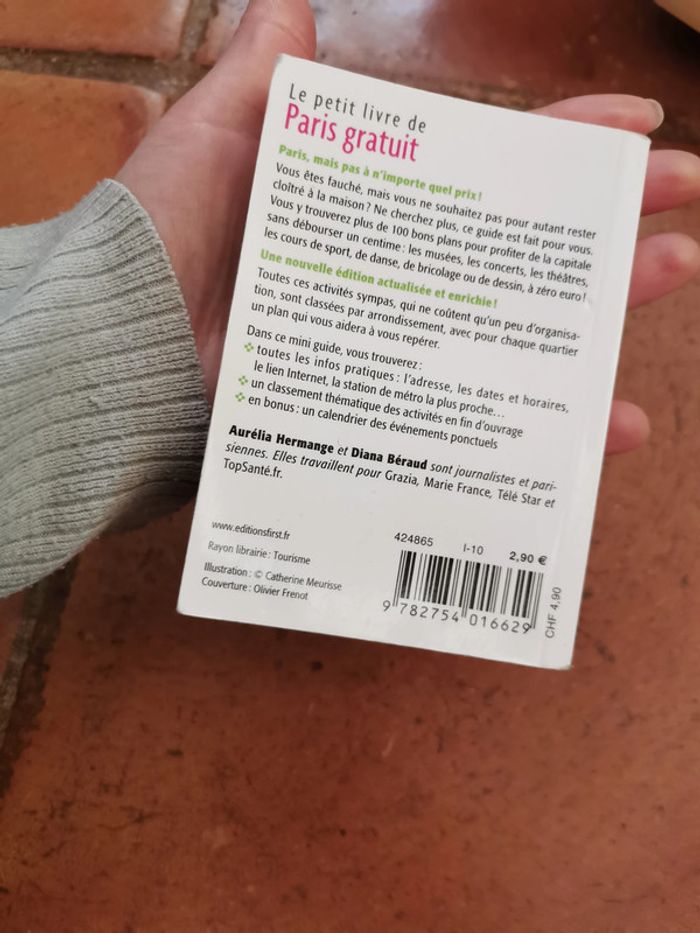 Le petit livre de
Paris gratuit
Paris, mais pas à n'importe quel prix !
Vous êtes fauché, mais vous ne souhaitez pas pour autant rester
cloîtré à la maison ? Ne cherchez plus, ce guide est fait pour vous.
Vous y trouverez plus de 100 bons plans pour profiter de la capitale
sans débourser un centime : les musées, les concerts, les théâtres,
les cours de sport, de danse, de bricolage ou de dessin, à zéro euro !
Une nouvelle édition actualisée et enrichie !
Toutes ces activités sympas, qui ne coûtent qu'un peu d'organisa-
tion, sont classées par arrondissement, avec pour chaque quartier
un plan qui vous aidera à vous repérer.
Dans ce mini guide, vous trouverez :
toutes les infos pratiques : l'adresse, les dates et horaires,
le lien Internet, la station de métro la plus proche…
un classement thématique des activités en fin d'ouvrage
en bonus : un calendrier des événements ponctuels
Aurélia Hermange et Diana Béraud sont journalistes et pari-
siennes. Elles travaillent pour Grazia, Marie France, Télé Star et
TopSanté.fr.
www.editionsfirst.fr
Rayon librairie : Tourisme
Illustration : © Catherine Meurisse
Couverture : Olivier Frenot
424865 I-10 2,90 €
9 782754 016629
CHF 4,90